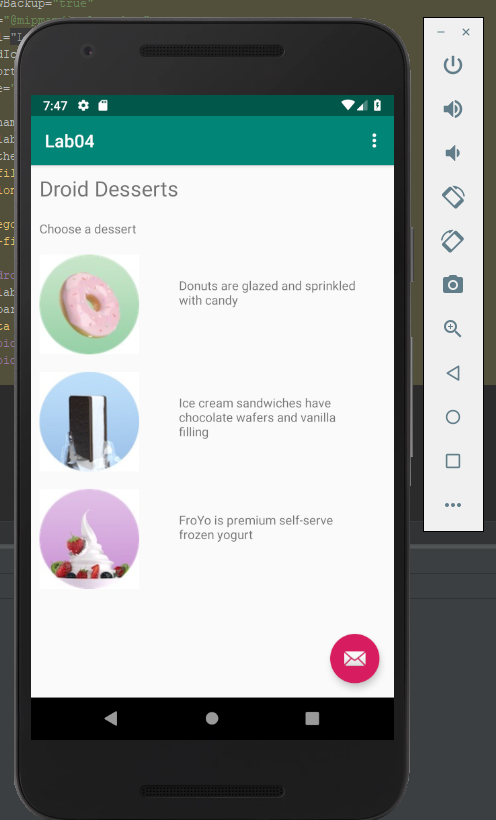 wBackup="true"
="@mipm
7:47
Lab04
Droid Desserts
Choose a dessert
Donuts are glazed and sprinkled
with candy
Ice cream sandwiches have
chocolate wafers and vanilla
filling
FroYo is premium self-serve
frozen yogurt